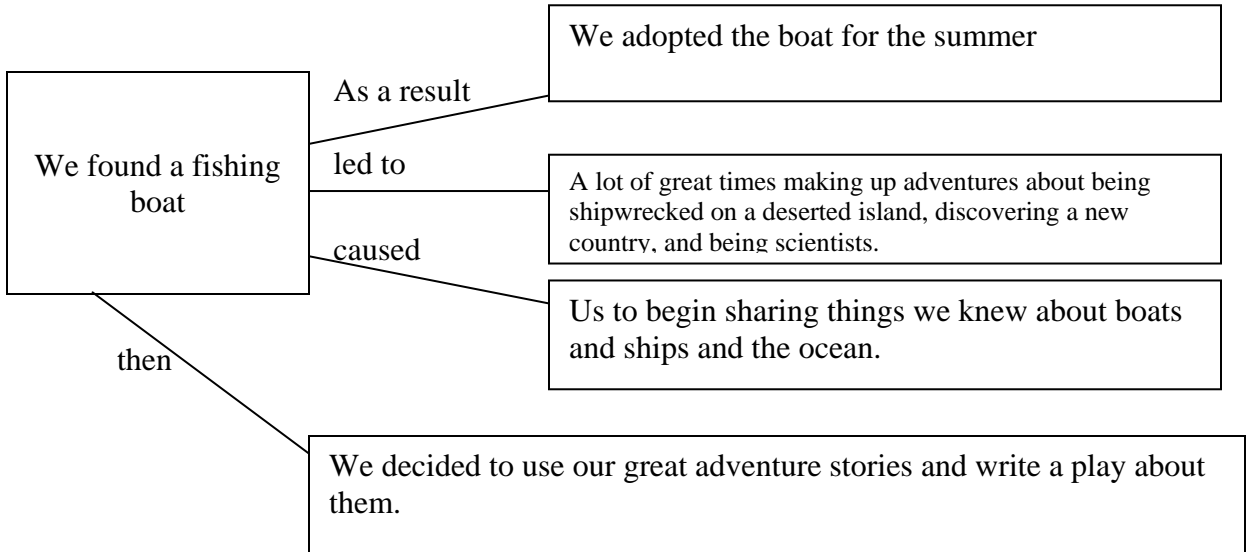 We adopted the boat for the summer
As a result
We found a fishing
boat
led to
A lot of great times making up adventures about being
shipwrecked on a deserted island, discovering a new
country, and being scientists.
caused
Us to begin sharing things we knew about boats
and ships and the ocean.
then
We decided to use our great adventure stories and write a play about
them.